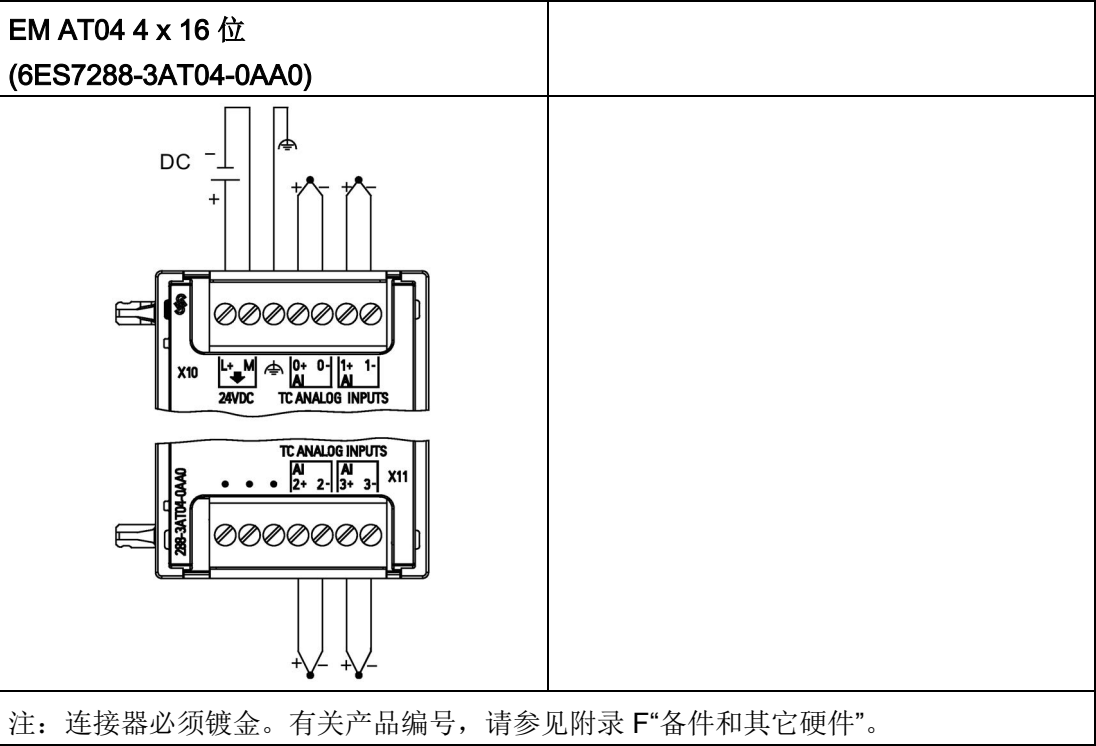 EM AT04 4 x 16 位
(6ES7288-3AT04-0AA0)
DC
−
+
+ − + −
X10 L+ M 0+ 0- 1+ 1-
AI AI
24VDC TC ANALOG INPUTS
TC ANALOG INPUTS
AI AI
2+ 2- 3+ 3- X11
288-3AT04-0AA0
+ − + −
注：连接器必须镀金。有关产品编号，请参见附录 F“备件和其它硬件”。